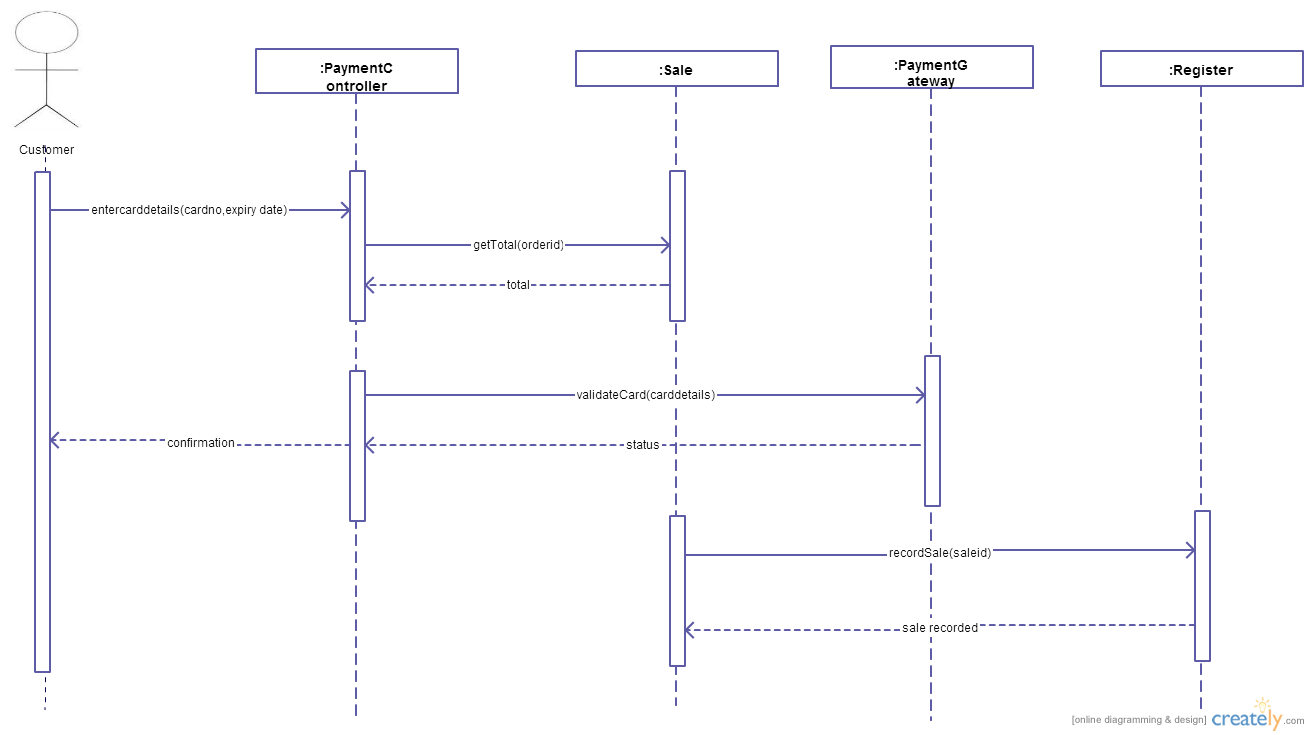 :PaymentC
ontroller
:Sale
:PaymentG
ateway
:Register
Customer
entercarddetails(cardno,expiry date)
getTotal(orderid)
total
validateCard(carddetails)
confirmation
status
recordSale(saleid)
sale recorded
[online diagramming & design] creately.com